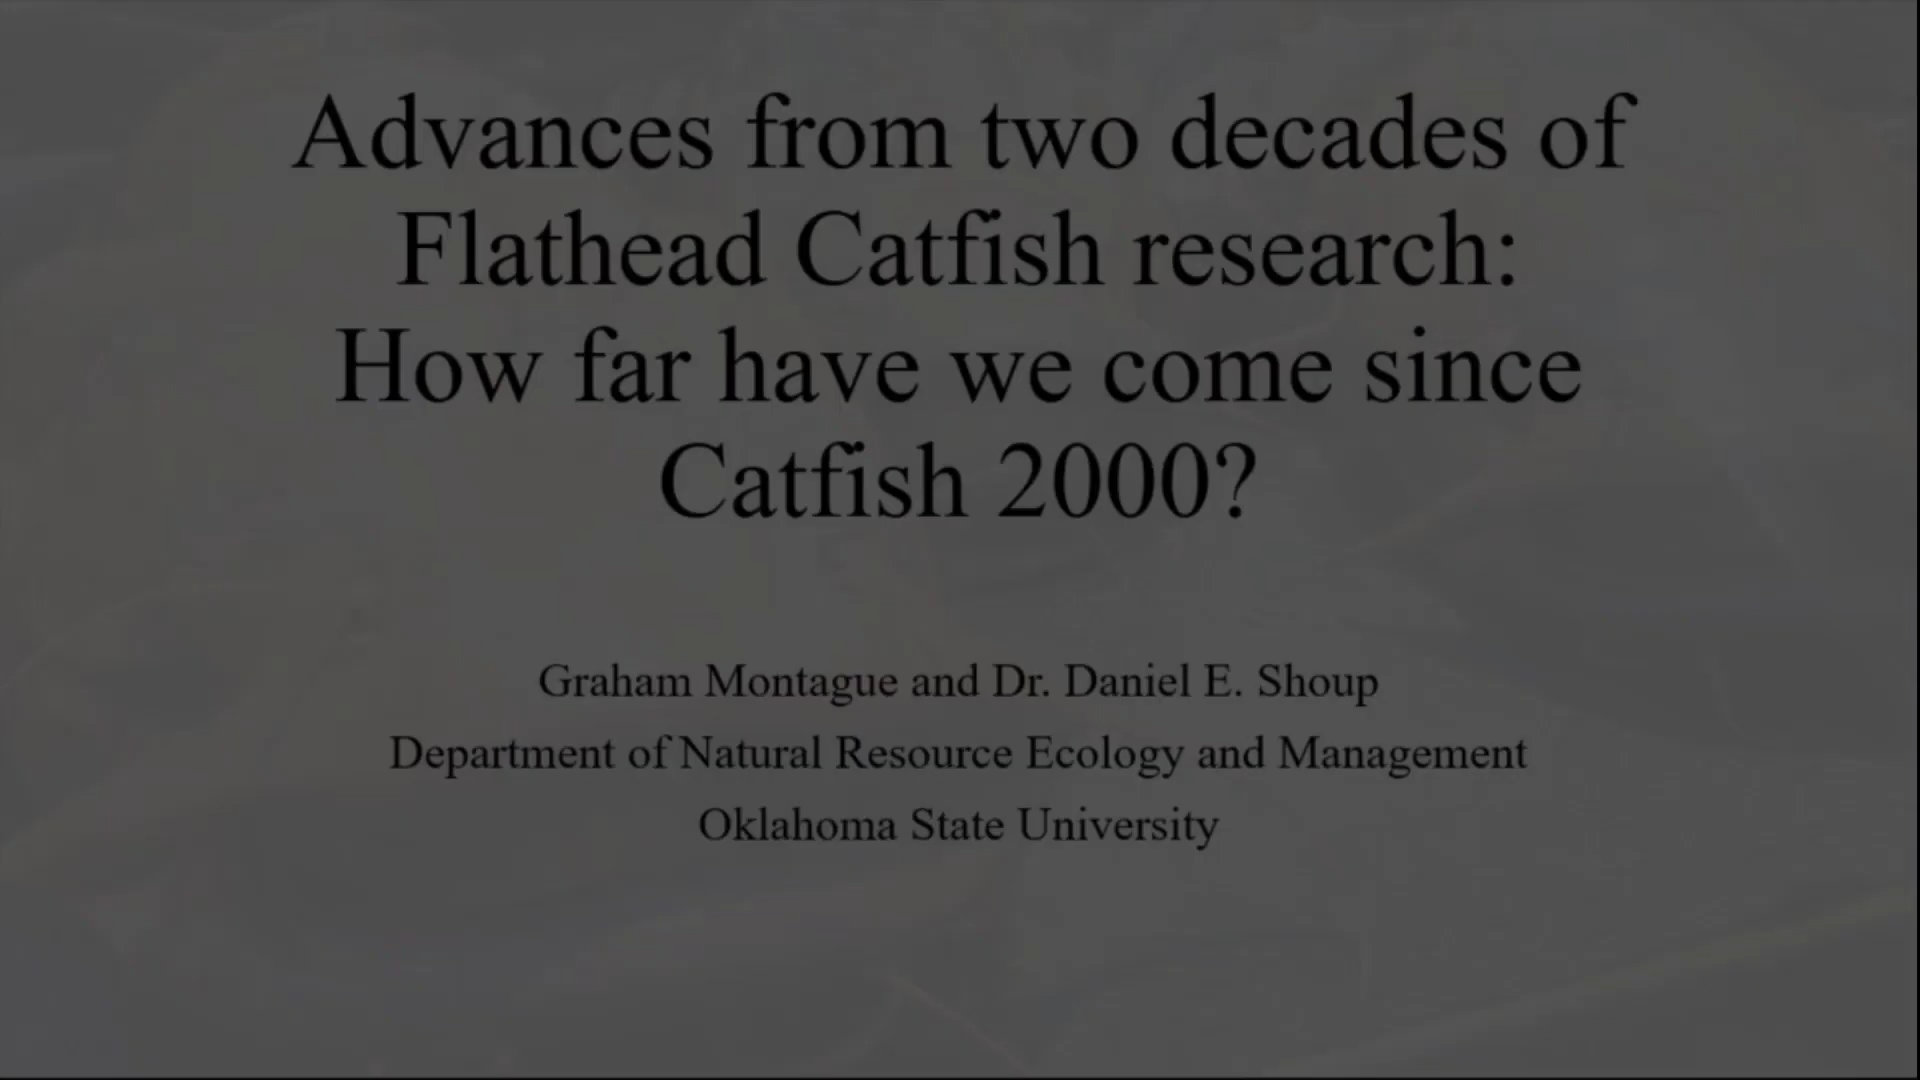 Advances from two decades of
Flathead Catfish research:
How far have we come since
Catfish 2000?
Graham Montague and Dr. Daniel E. Shoup
Department of Natural Resource Ecology and Management
Oklahoma State University